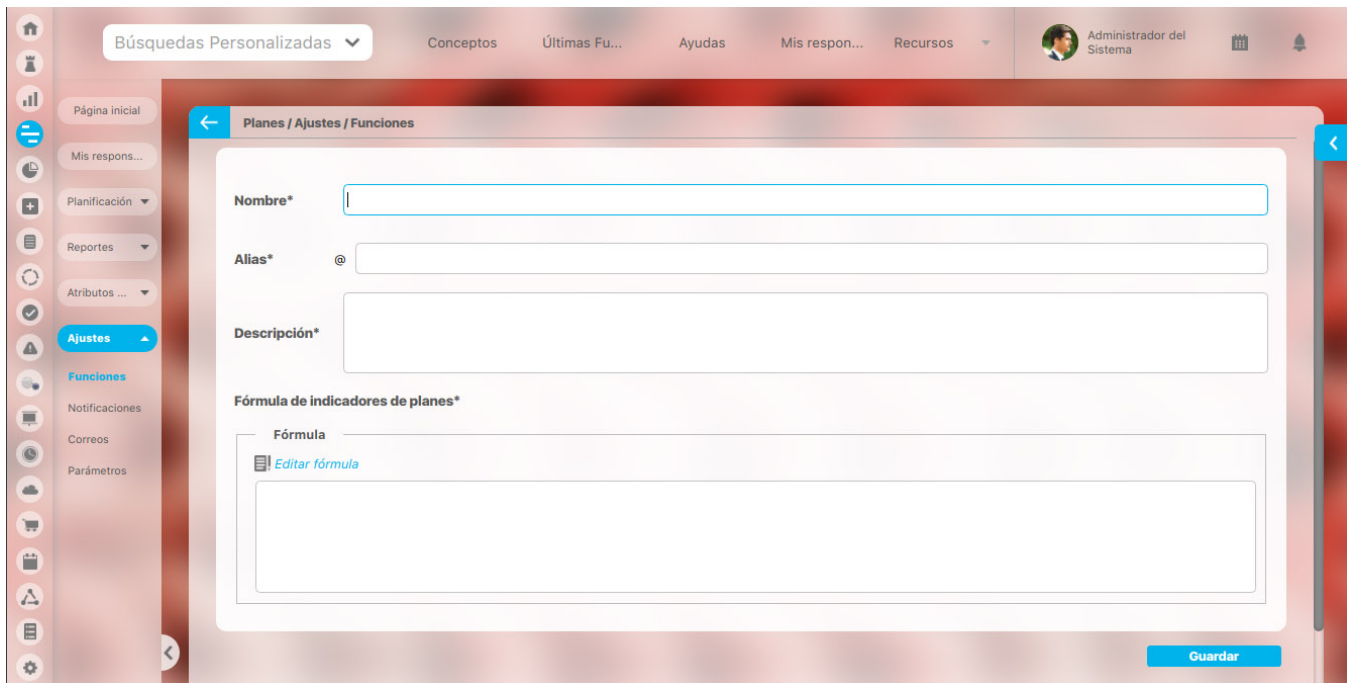 Búsquedas Personalizadas
Conceptos
Últimas Fu...
Ayudas
Mis respon...
Recursos
Administrador del
Sistema
Página inicial
Mis respons...
Planificación
Reportes
Atributos ...
Ajustes
Funciones
Notificaciones
Correos
Parámetros
Planes / Ajustes / Funciones
Nombre*
Alias* @
Descripción*
Fórmula de indicadores de planes*
Fórmula
Editar fórmula
Guardar